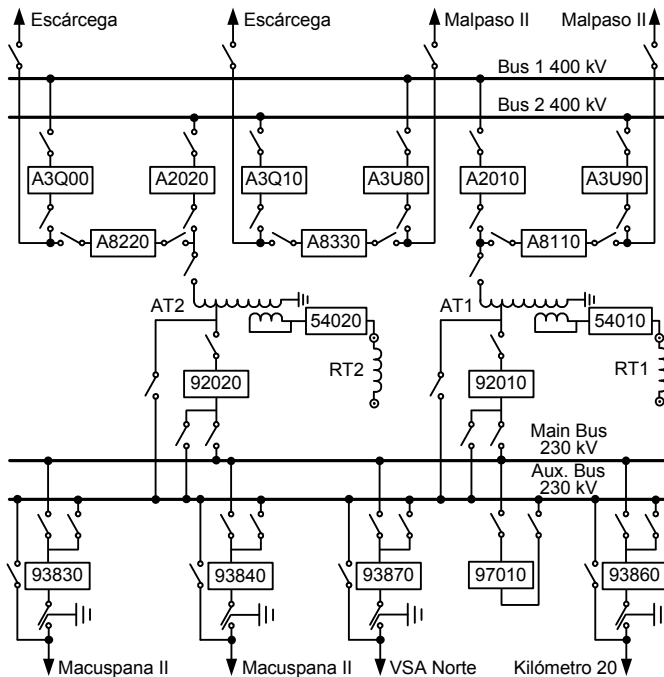 Escárcega
Escárcega
Malpaso II
Malpaso II
Bus 1 400 kV
Bus 2 400 kV
A3Q00
A2020
A3Q10
A3U80
A2010
A3U90
A8220
A8330
A8110
AT2
54020
AT1
54010
RT2
RT1
92020
92010
Main Bus
230 kV
Aux. Bus
230 kV
93830
93840
93870
97010
93860
Macuspana II
Macuspana II
VSA Norte
Kilómetro 20